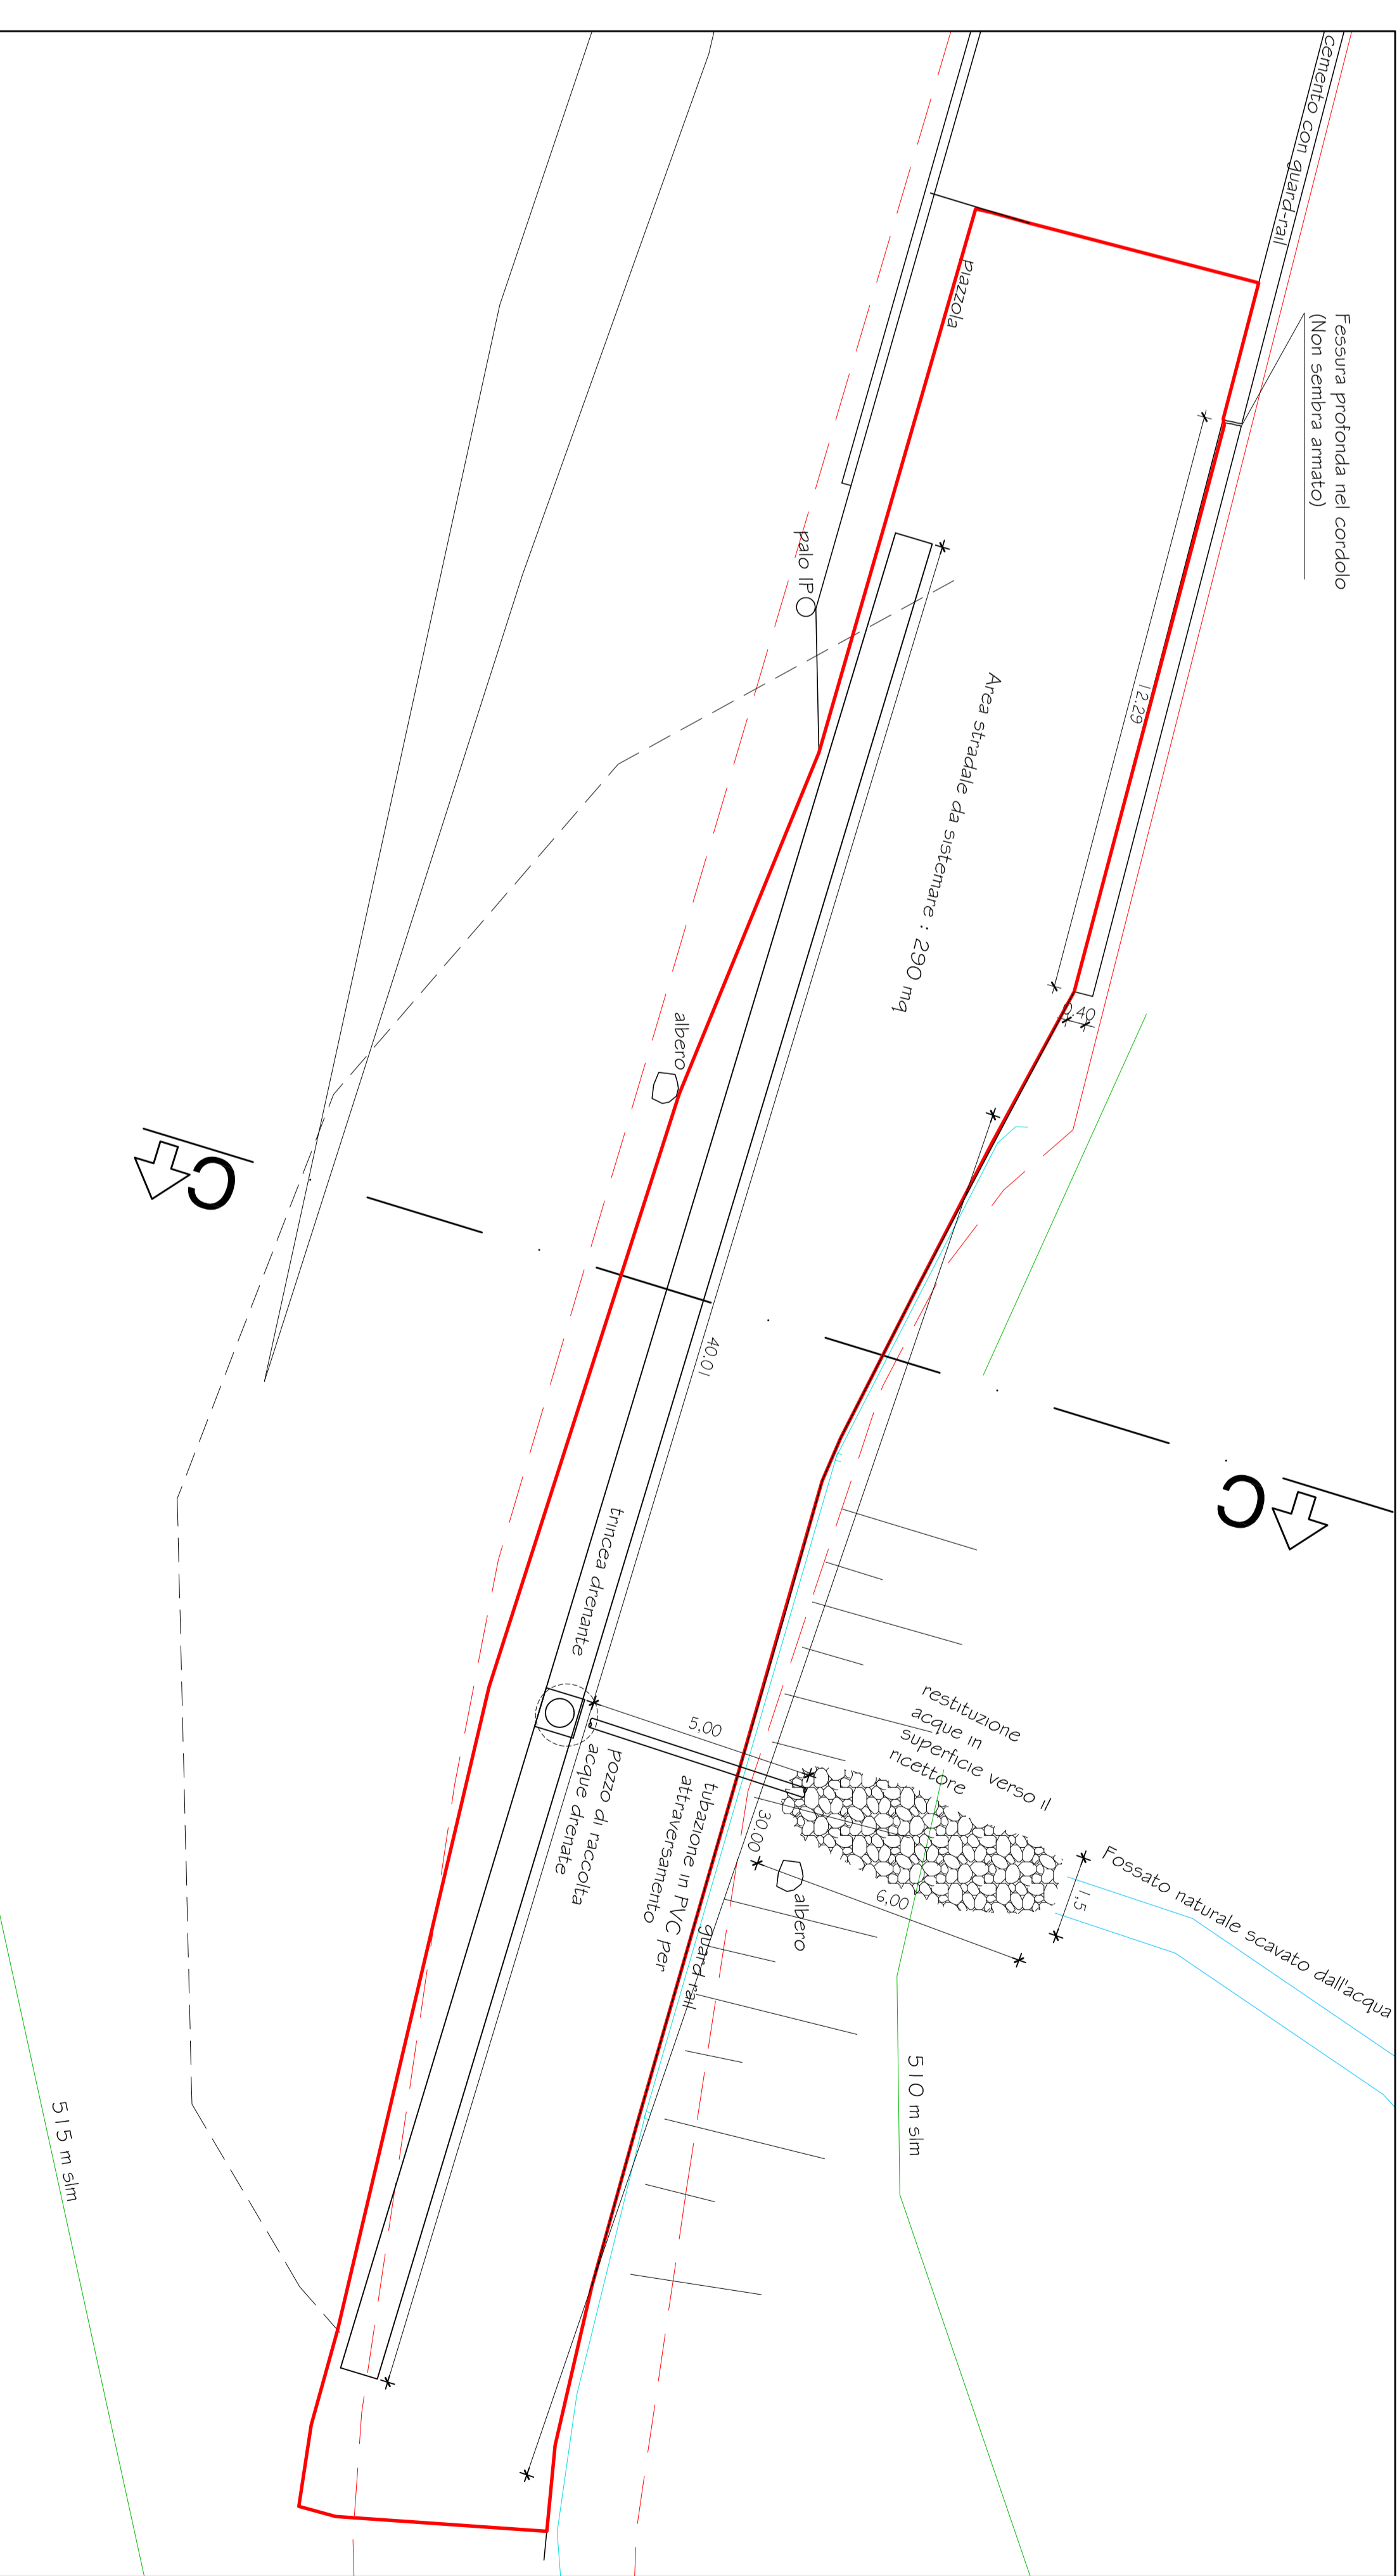 cemento con guard-rail
Fessura profonda nel cordolo
(Non sembra armato)
Piazzola
palo IP
12.29
Area stradale da sistemare : 290 mq
0.40
albero
C
C
40.01
trincea drenante
5,00
restituzione
acque in
superficie verso il
ricettore
Pozzo di raccolta
acque drenate
tubazione in PVC per
attraversamento
30,00
albero
6,00
1,5
Fossato naturale scavato dall'acqua
guard rail
510 m slm
515 m slm